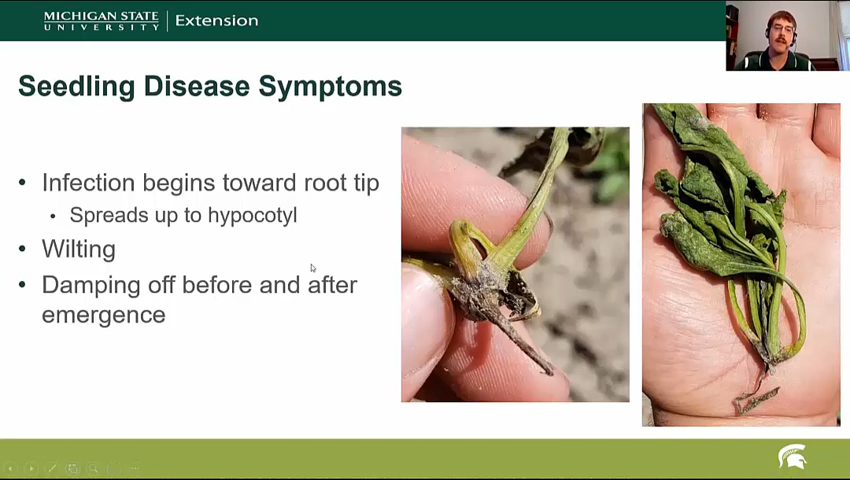 MICHIGAN STATE
UNIVERSITY
Extension
Seedling Disease Symptoms
• Infection begins toward root tip
• Spreads up to hypocotyl
• Wilting
• Damping off before and after
emergence